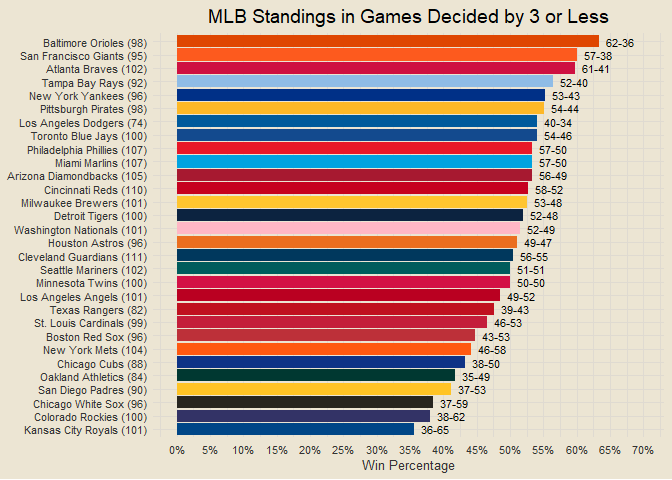 MLB Standings in Games Decided by 3 or Less
Baltimore Orioles (98) 62-36
San Francisco Giants (95) 57-38
Atlanta Braves (102) 61-41
Tampa Bay Rays (92) 52-40
New York Yankees (96) 53-43
Pittsburgh Pirates (98) 54-44
Los Angeles Dodgers (74) 40-34
Toronto Blue Jays (100) 54-46
Philadelphia Phillies (107) 57-50
Miami Marlins (107) 57-50
Arizona Diamondbacks (105) 56-49
Cincinnati Reds (110) 58-52
Milwaukee Brewers (101) 53-48
Detroit Tigers (100) 52-48
Washington Nationals (101) 52-49
Houston Astros (96) 49-47
Cleveland Guardians (111) 56-55
Seattle Mariners (102) 51-51
Minnesota Twins (100) 50-50
Los Angeles Angels (101) 49-52
Texas Rangers (82) 39-43
St. Louis Cardinals (99) 46-53
Boston Red Sox (96) 43-53
New York Mets (104) 46-58
Chicago Cubs (88) 38-50
Oakland Athletics (84) 35-49
San Diego Padres (90) 37-53
Chicago White Sox (96) 37-59
Colorado Rockies (100) 38-62
Kansas City Royals (101) 36-65
0% 5% 10% 15% 20% 25% 30% 35% 40% 45% 50% 55% 60% 65% 70%
Win Percentage